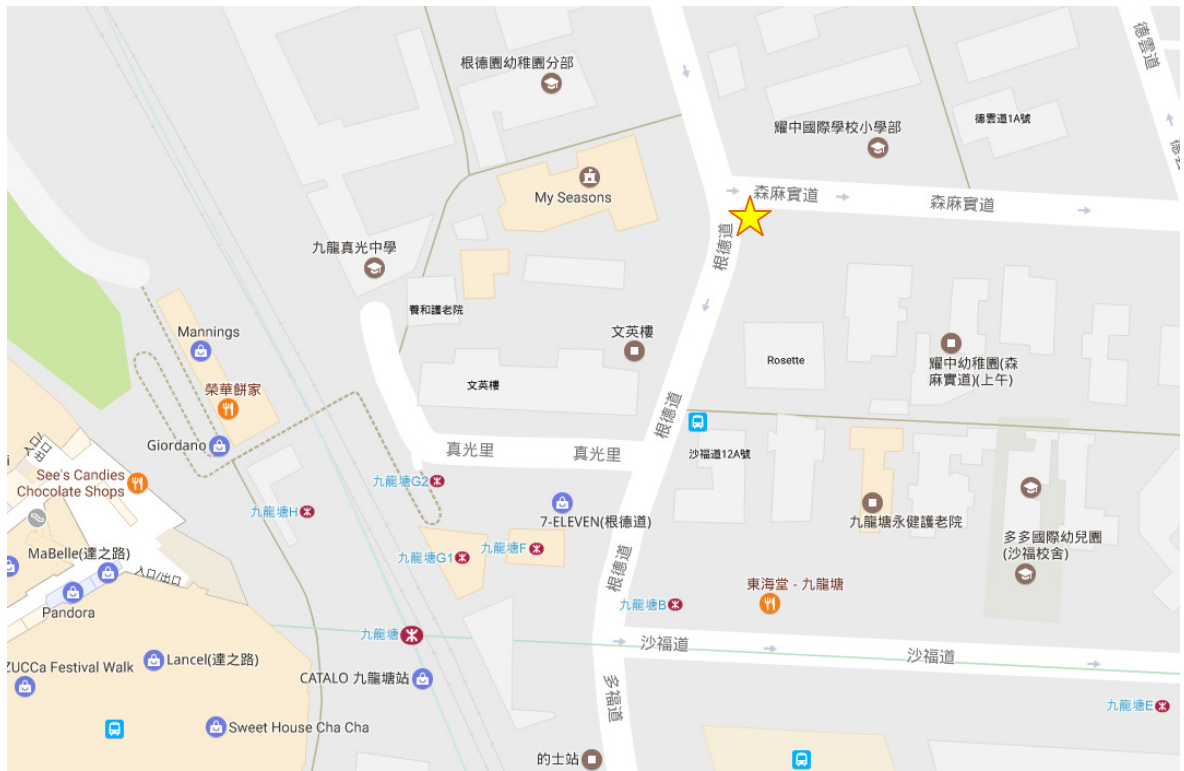 德雲道
根德園幼稚園分部
耀中國際學校小學部
德雲道1A號
My Seasons
森麻實道
森麻實道
根德道
九龍真光中學
養和護老院
Mannings
文英樓
Rosette
耀中幼稚園(森
麻實道)(上午)
榮華餅家
文英樓
根德道
Giordano
真光里
真光里
沙福道12A號
入口/
出口
See's Candies
Chocolate Shops
九龍塘G2
九龍塘H
7-ELEVEN(根德道)
九龍塘永健護老院
多多國際幼兒園
(沙福校舍)
MaBelle(達之路)
九龍塘G1
九龍塘F
根德道
入口/出口
東海堂 - 九龍塘
Pandora
九龍塘B
九龍塘
沙福道
沙福道
ZUCCa Festival Walk
Lancel(達之路)
CATALO 九龍塘站
多福道
九龍塘E
Sweet House Cha Cha
的士站